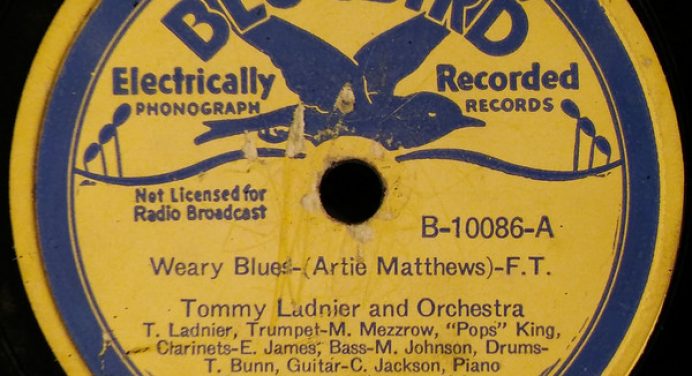 BLUEBIRD
Electrically Recorded
PHONOGRAPH RECORDS
Not Licensed for
Radio Broadcast
B-10086-A
Weary Blues-(Artie Matthews)-F.T.
Tommy Ladnier and Orchestra
T. Ladnier, Trumpet-M. Mezzrow, "Pops" King,
Clarinets-E. James, Bass-M. Johnson, Drums-
T. Bunn, Guitar-C. Jackson, Piano